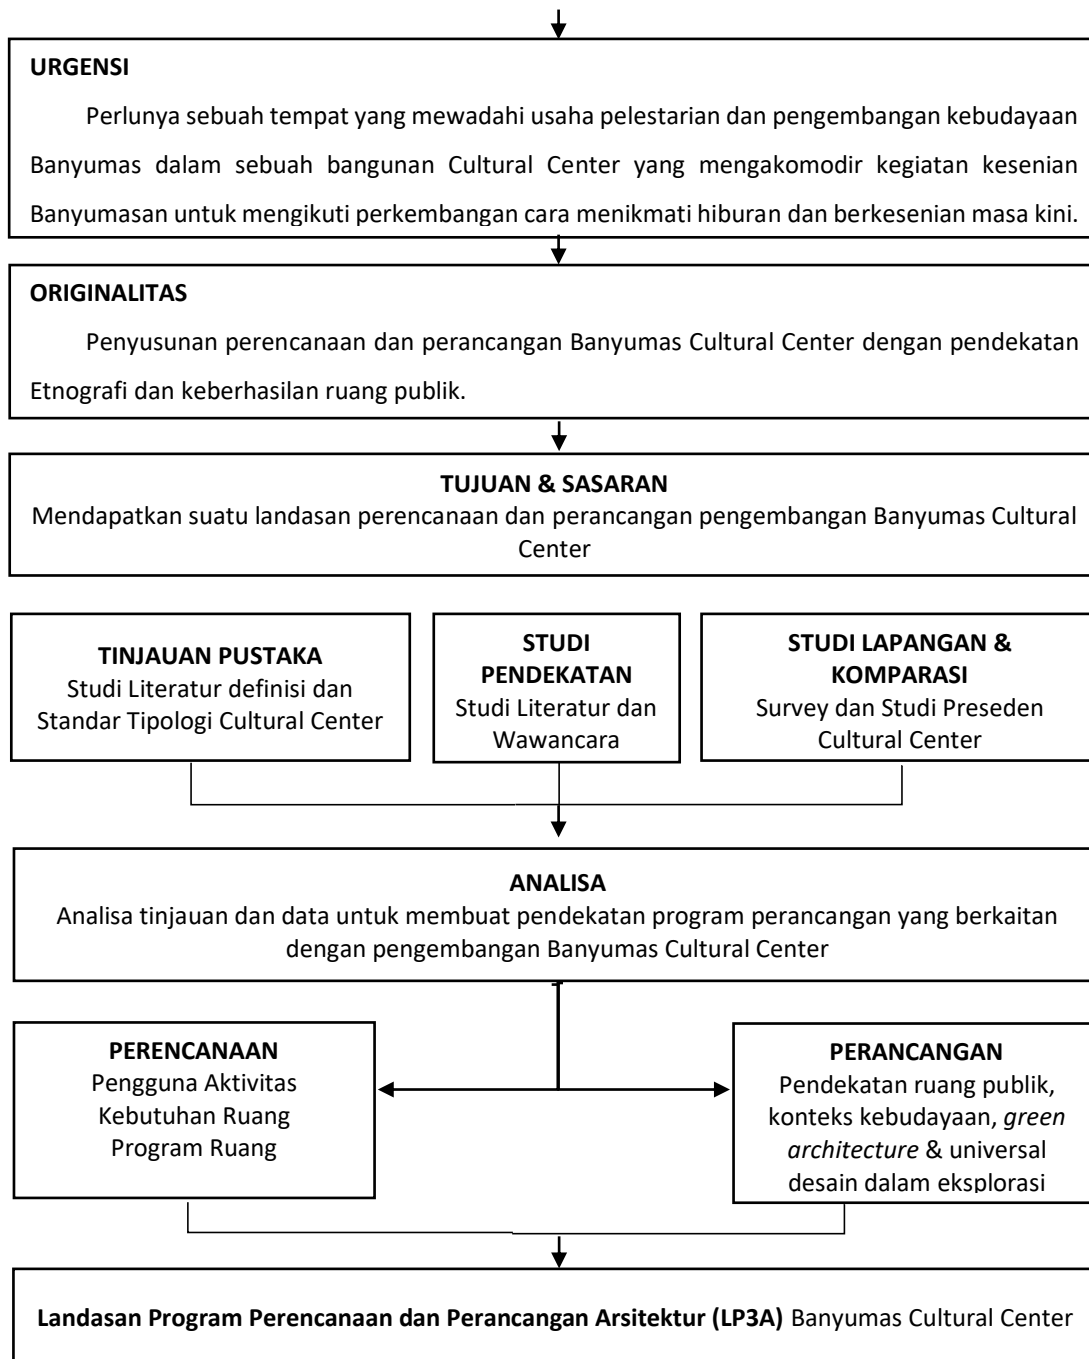 URGENSI
Perlunya sebuah tempat yang mewadahi usaha pelestarian dan pengembangan kebudayaan
Banyumas dalam sebuah bangunan Cultural Center yang mengakomodir kegiatan kesenian
Banyumasan untuk mengikuti perkembangan cara menikmati hiburan dan berkesenian masa kini.
ORIGINALITAS
Penyusunan perencanaan dan perancangan Banyumas Cultural Center dengan pendekatan
Etnografi dan keberhasilan ruang publik.
TUJUAN & SASARAN
Mendapatkan suatu landasan perencanaan dan perancangan pengembangan Banyumas Cultural
Center
TINJAUAN PUSTAKA
Studi Literatur definisi dan
Standar Tipologi Cultural Center
STUDI
PENDEKATAN
Studi Literatur dan
Wawancara
STUDI LAPANGAN &
KOMPARASI
Survey dan Studi Preseden
Cultural Center
ANALISA
Analisa tinjauan dan data untuk membuat pendekatan program perancangan yang berkaitan
dengan pengembangan Banyumas Cultural Center
PERENCANAAN
Pengguna Aktivitas
Kebutuhan Ruang
Program Ruang
PERANCANGAN
Pendekatan ruang publik,
konteks kebudayaan, green
architecture & universal
desain dalam eksplorasi
Landasan Program Perencanaan dan Perancangan Arsitektur (LP3A) Banyumas Cultural Center